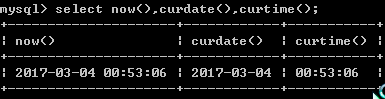 mysql> select now(),curdate(),curtime();
+---------------------+------------+-----------+
| now()               | curdate()  | curtime() |
+---------------------+------------+-----------+
| 2017-03-04 00:53:06 | 2017-03-04 | 00:53:06  |
+---------------------+------------+-----------+